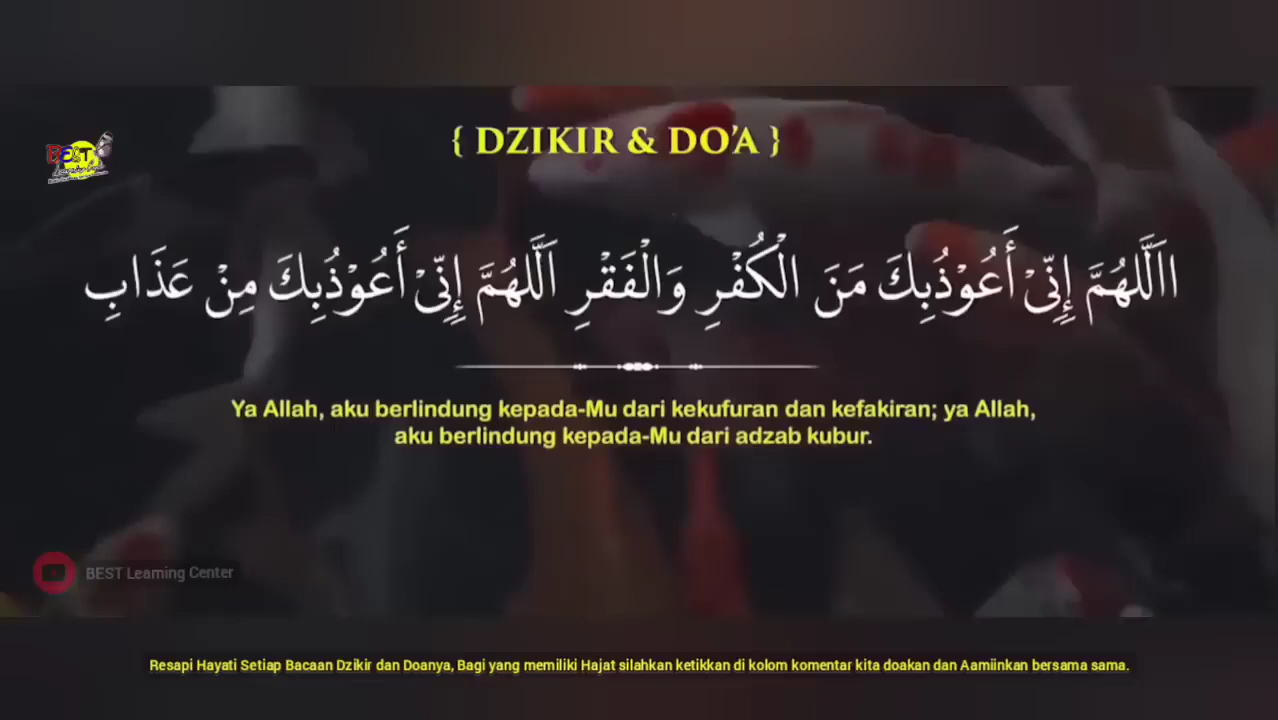 { DZIKIR & DO'A }
BEST
االَلَّهُمَّ إِنِّىْ أَعُوْذُبِكَ مَنَ الْكُفْرِ وَالْفَقْرِ اَللَّهُمَّ إِنِّىْ أَعُوْذُبِكَ مِنْ عَذَابِ
Ya Allah, aku berlindung kepada-Mu dari kekufuran dan kefakiran; ya Allah,
aku berlindung kepada-Mu dari adzab kubur.
BEST Learning Center
Resapi Hayati Setiap Bacaan Dzikir dan Doanya, Bagi yang memiliki Hajat silahkan ketikkan di kolom komentar kita doakan dan Aamiinkan bersama sama.